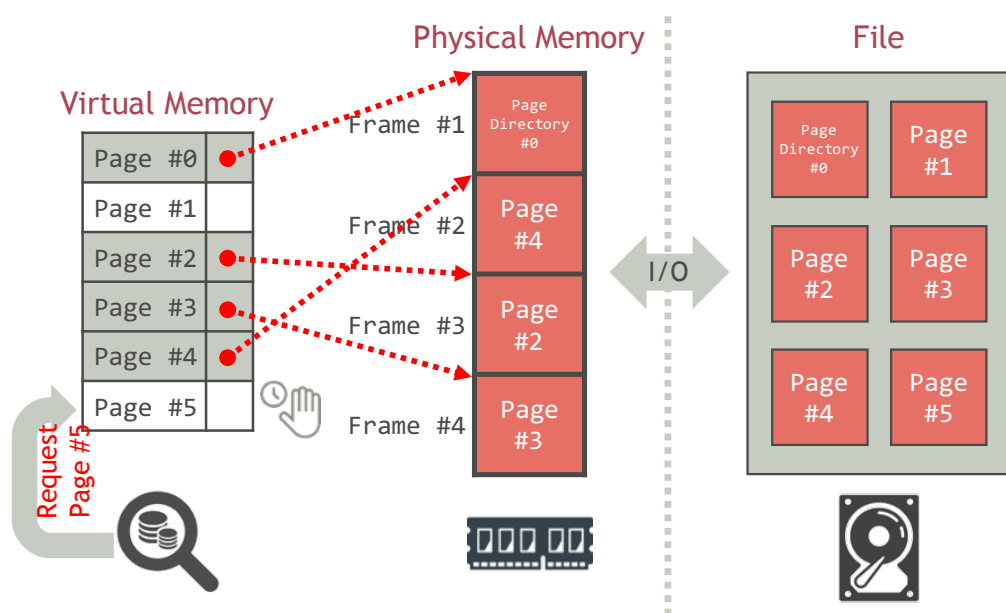 Virtual Memory
Page #0
Page #1
Page #2
Page #3
Page #4
Page #5
Request
Page #5
Physical Memory
Frame #1
Frame #2
Frame #3
Frame #4
Page
Directory
#0
Page
#4
Page
#2
Page
#3
I/O
File
Page
Directory
#0
Page
#1
Page
#2
Page
#3
Page
#4
Page
#5